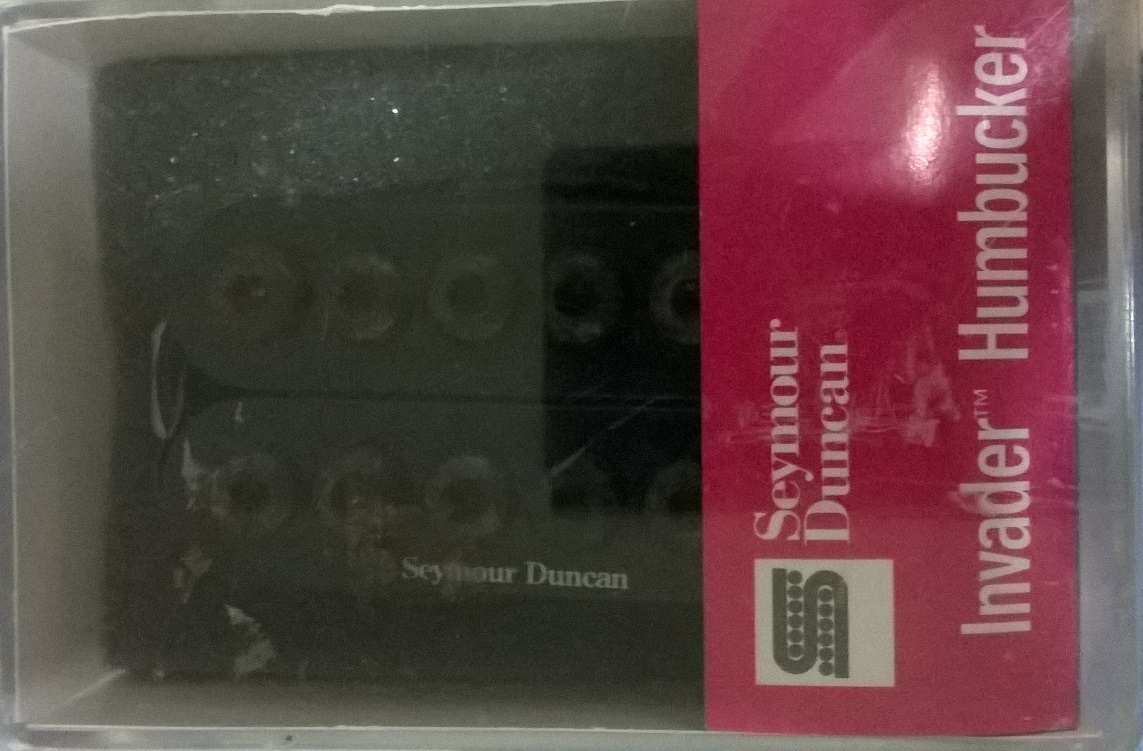 Seymour Duncan
Seymour
Duncan
Invader™ Humbucker